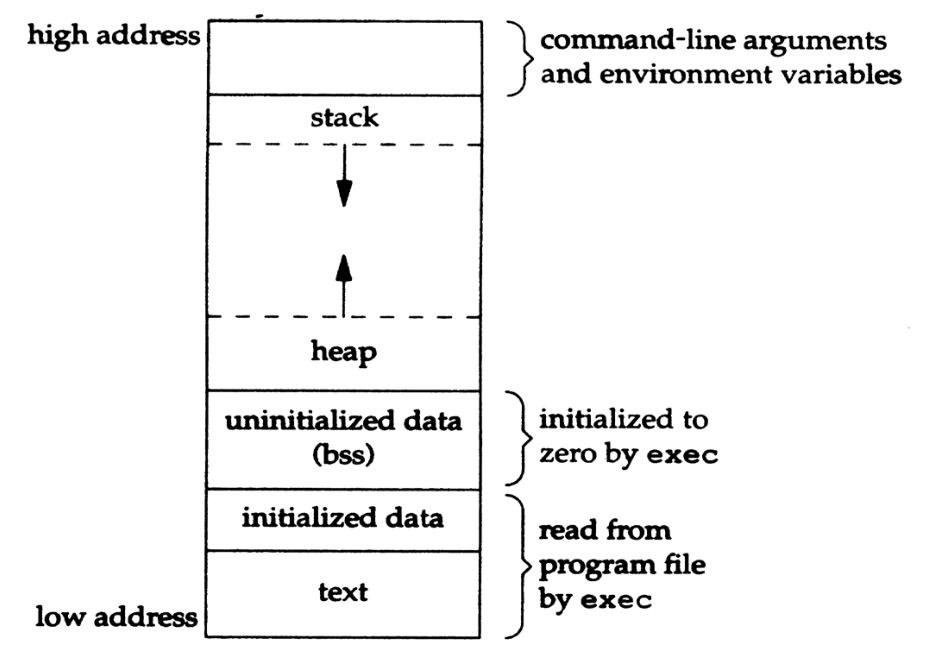 high address
command-line arguments
and environment variables
stack
heap
uninitialized data
(bss)
initialized to
zero by exec
initialized data
read from
program file
by exec
text
low address